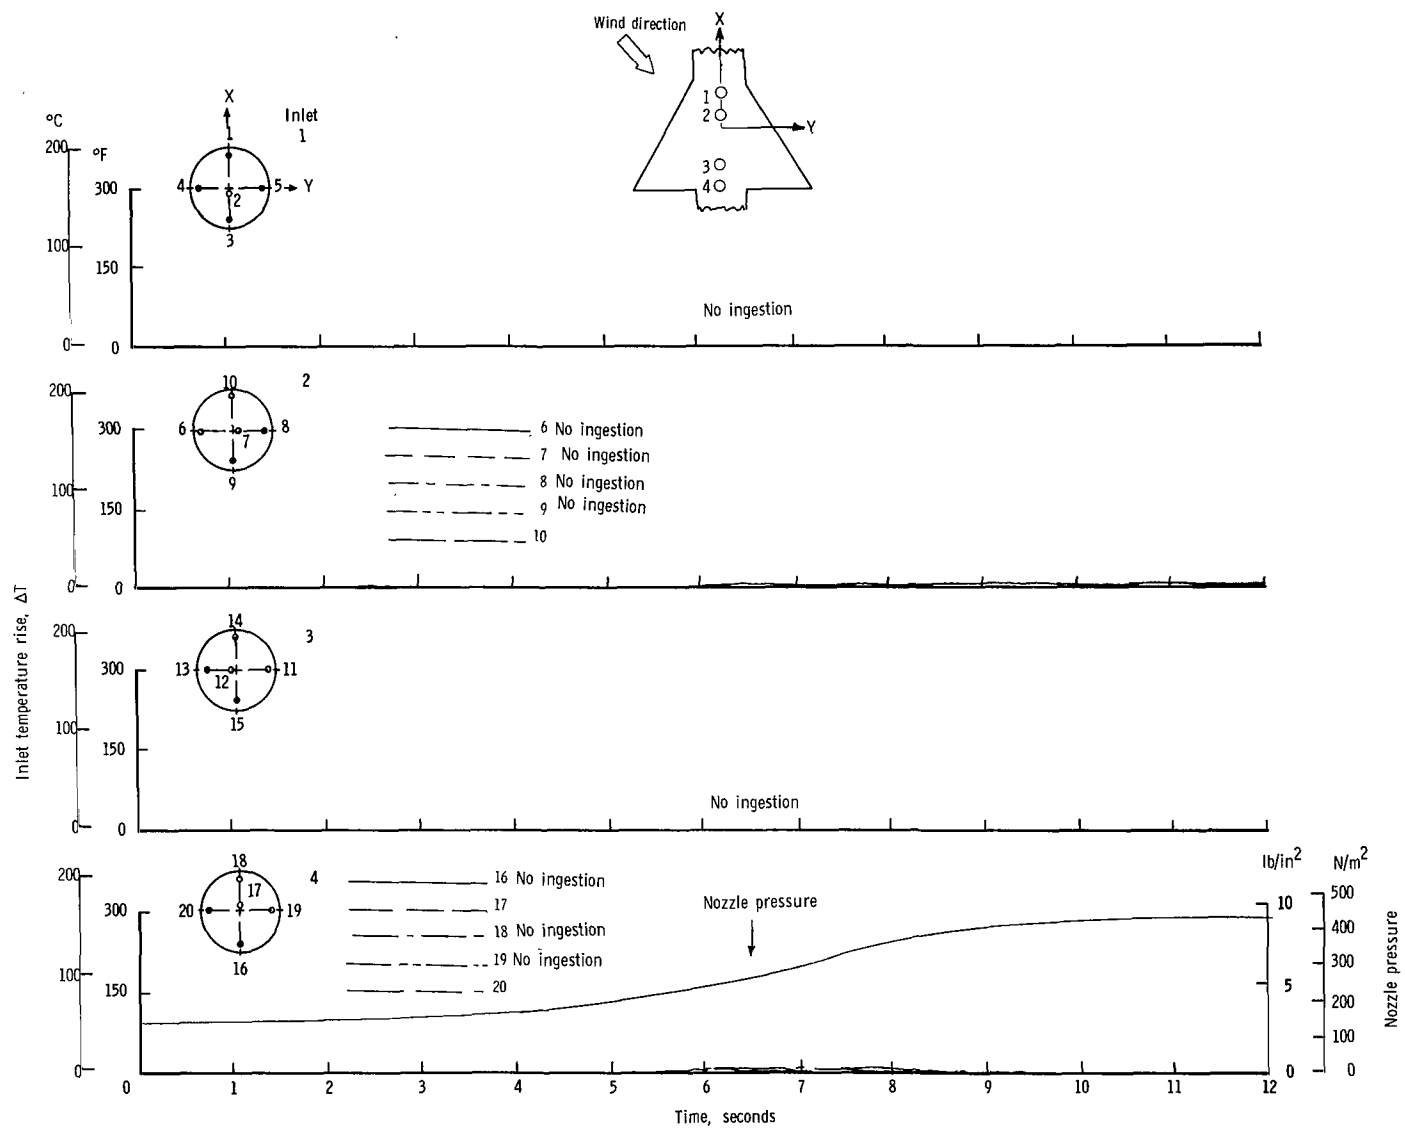 Wind direction
X
1
2
Y
3
4
X
Inlet
1
°C
°F
200
300
100
150
0
0
1
4
5
Y
2
3
No ingestion
10
2
200
300
100
150
0
0
6
8
7
9
6 No ingestion
7 No ingestion
8 No ingestion
9 No ingestion
10
Inlet temperature rise, ΔT
14
3
200
300
100
150
0
0
13
11
12
15
No ingestion
18
4
17
200
300
100
150
0
0
20
19
16
16 No ingestion
17
18 No ingestion
19 No ingestion
20
Nozzle pressure
lb/in2
N/m2
10
5
0
500
400
300
200
100
0
Nozzle pressure
1 2 3 4 5 6 7 8 9 10 11 12
Time, seconds